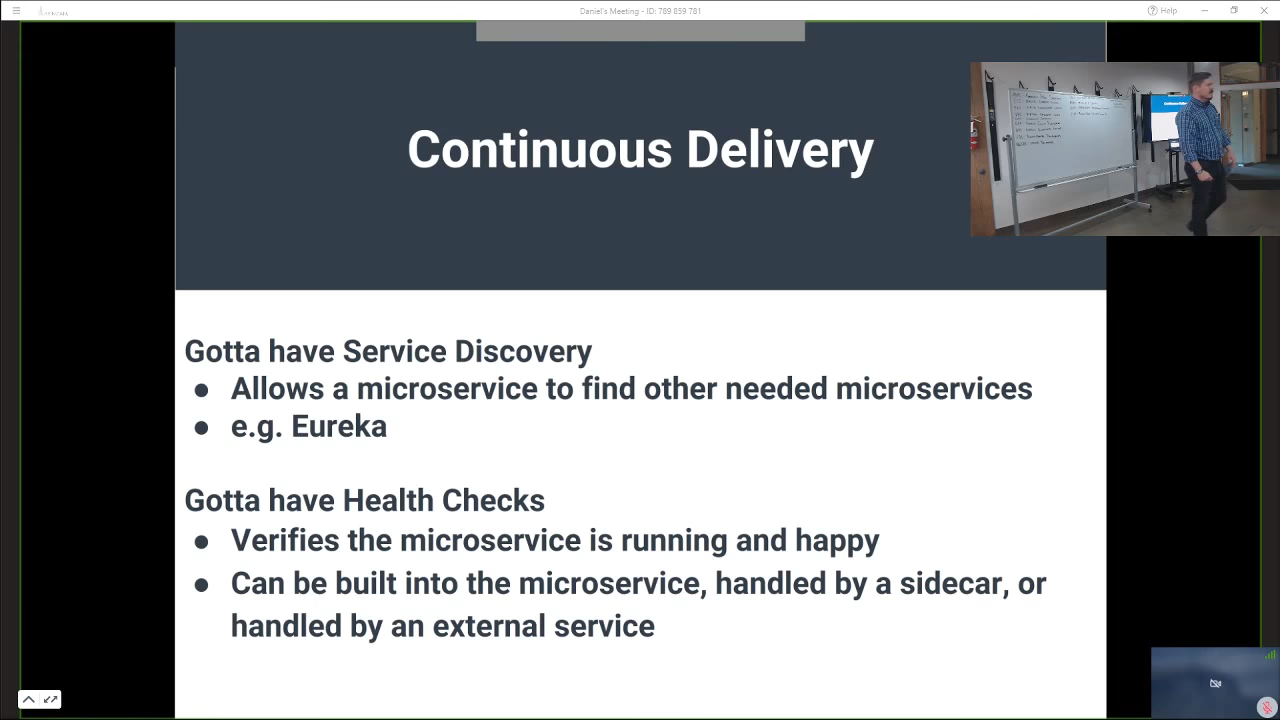 Daniel's Meeting - ID: 789 859 781
Help
Continuous Delivery
Gotta have Service Discovery
● Allows a microservice to find other needed microservices
● e.g. Eureka
Gotta have Health Checks
● Verifies the microservice is running and happy
● Can be built into the microservice, handled by a sidecar, or
handled by an external service